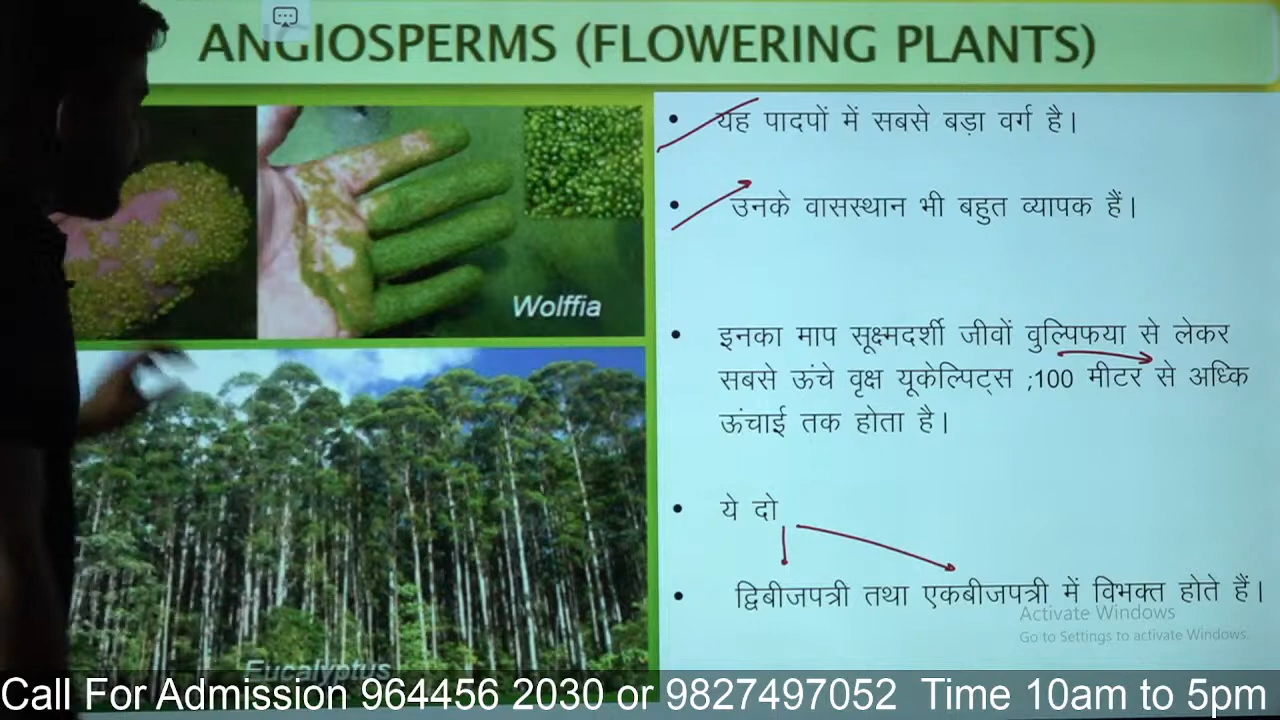 ANGIOSPERMS (FLOWERING PLANTS)
Wolffia
Eucalyptus
यह पादपों में सबसे बड़ा वर्ग है।
उनके वासस्थान भी बहुत व्यापक हैं।
इनका माप सूक्ष्मदर्शी जीवों वुल्पिफया से लेकर
सबसे ऊंचे वृक्ष यूकेल्पिट्स ;100 मीटर से अध्कि
ऊंचाई तक होता है।
ये दो
द्विबीजपत्री तथा एकबीजपत्री में विभक्त होते हैं।
Activate Windows
Go to Settings to activate Windows.
Call For Admission 964456 2030 or 9827497052 Time 10am to 5pm